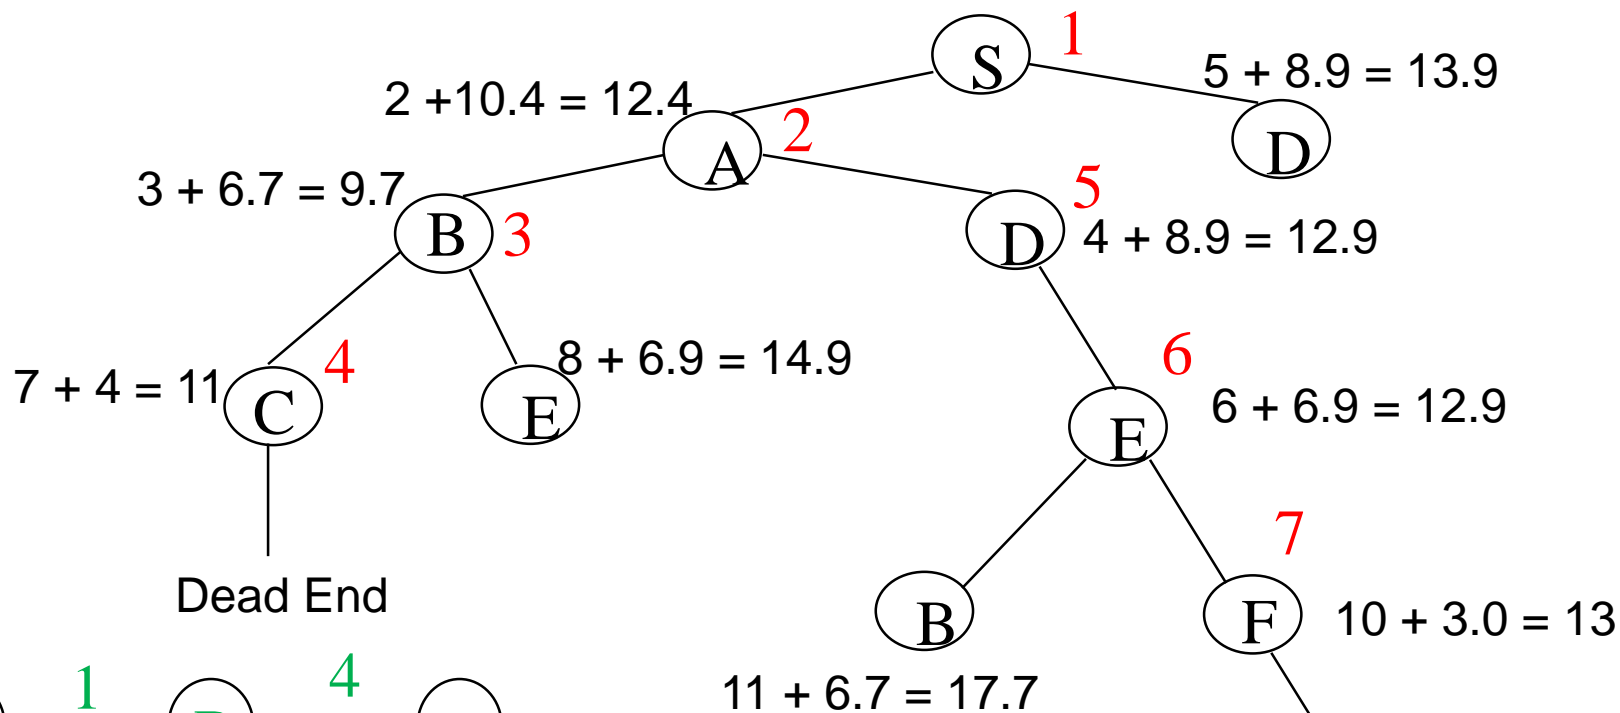 S
1
5 + 8.9 = 13.9
2 +10.4 = 12.4
A
2
D
3 + 6.7 = 9.7
B
3
5
D
4 + 8.9 = 12.9
7 + 4 = 11
C
4
8 + 6.9 = 14.9
E
6
E
6 + 6.9 = 12.9
Dead End
7
B
F
10 + 3.0 = 13
11 + 6.7 = 17.7
1
4